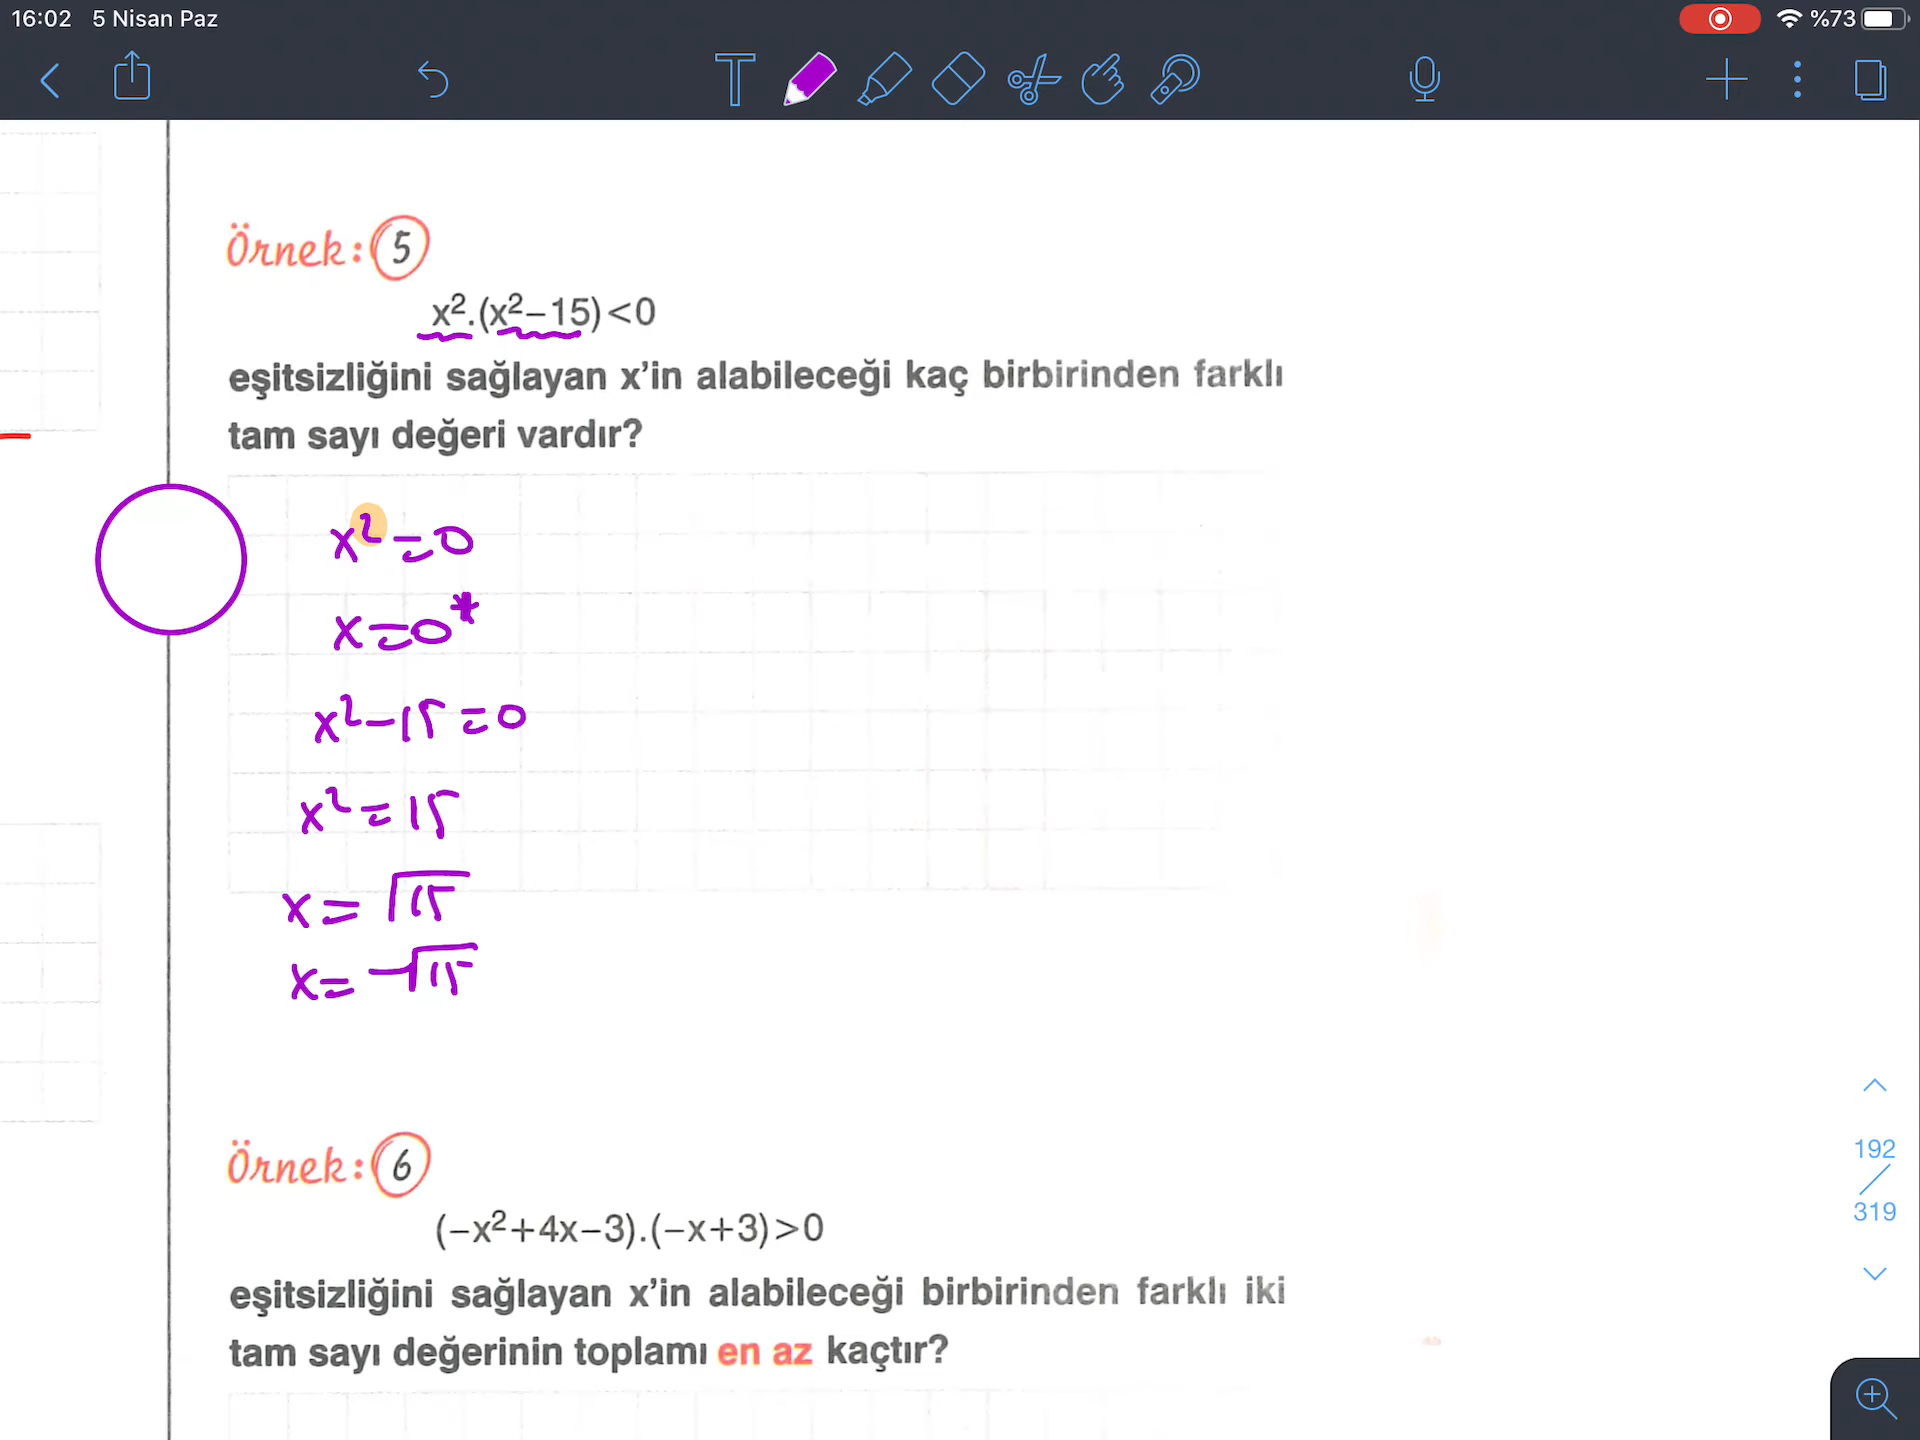 16:02 5 Nisan Paz %73
Örnek: 5
x².(x²−15)<0
eşitsizliğini sağlayan x'in alabileceği kaç birbirinden farklı
tam sayı değeri vardır?
x²=0
x=0*
x²−15=0
x²=15
x=√15
x=−√15
Örnek: 6
(−x²+4x−3).(−x+3)>0
eşitsizliğini sağlayan x'in alabileceği birbirinden farklı iki
tam sayı değerinin toplamı en az kaçtır?
192
/
319